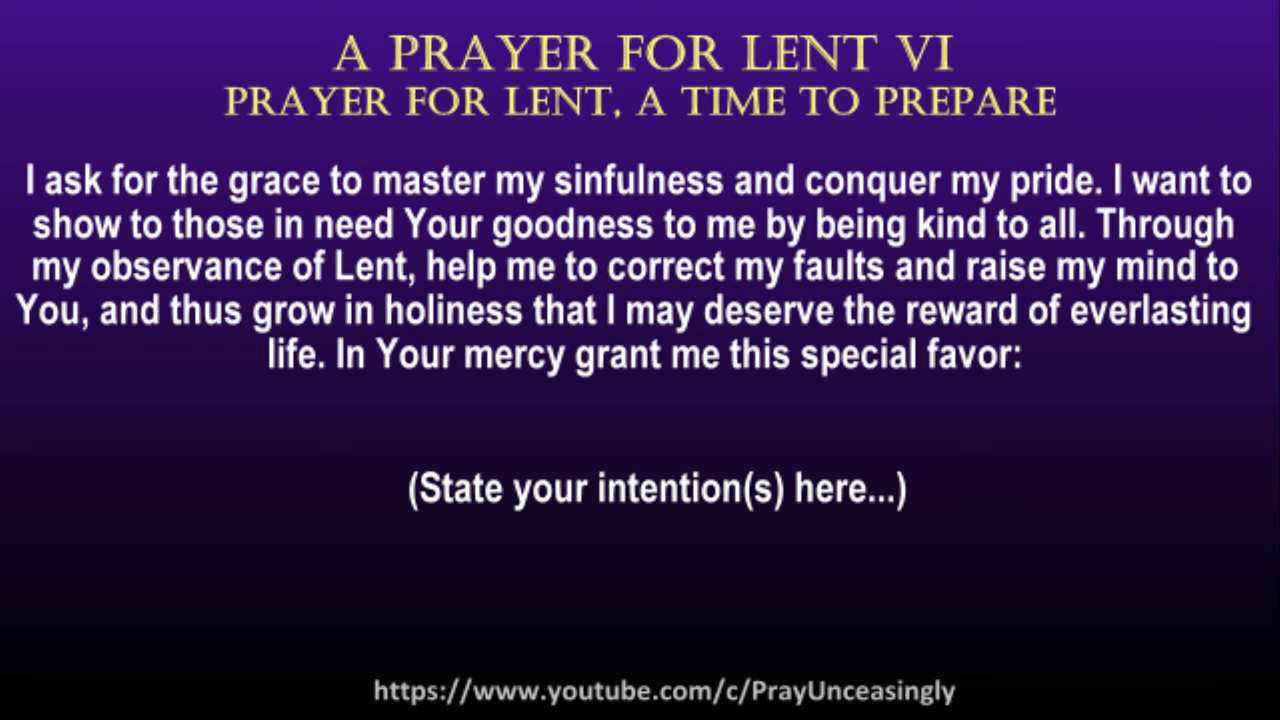 A PRAYER FOR LENT VI
PRAYER FOR LENT, A TIME TO PREPARE
I ask for the grace to master my sinfulness and conquer my pride. I want to
show to those in need Your goodness to me by being kind to all. Through
my observance of Lent, help me to correct my faults and raise my mind to
You, and thus grow in holiness that I may deserve the reward of everlasting
life. In Your mercy grant me this special favor:
(State your intention(s) here...)
https://www.youtube.com/c/PrayUnceasingly